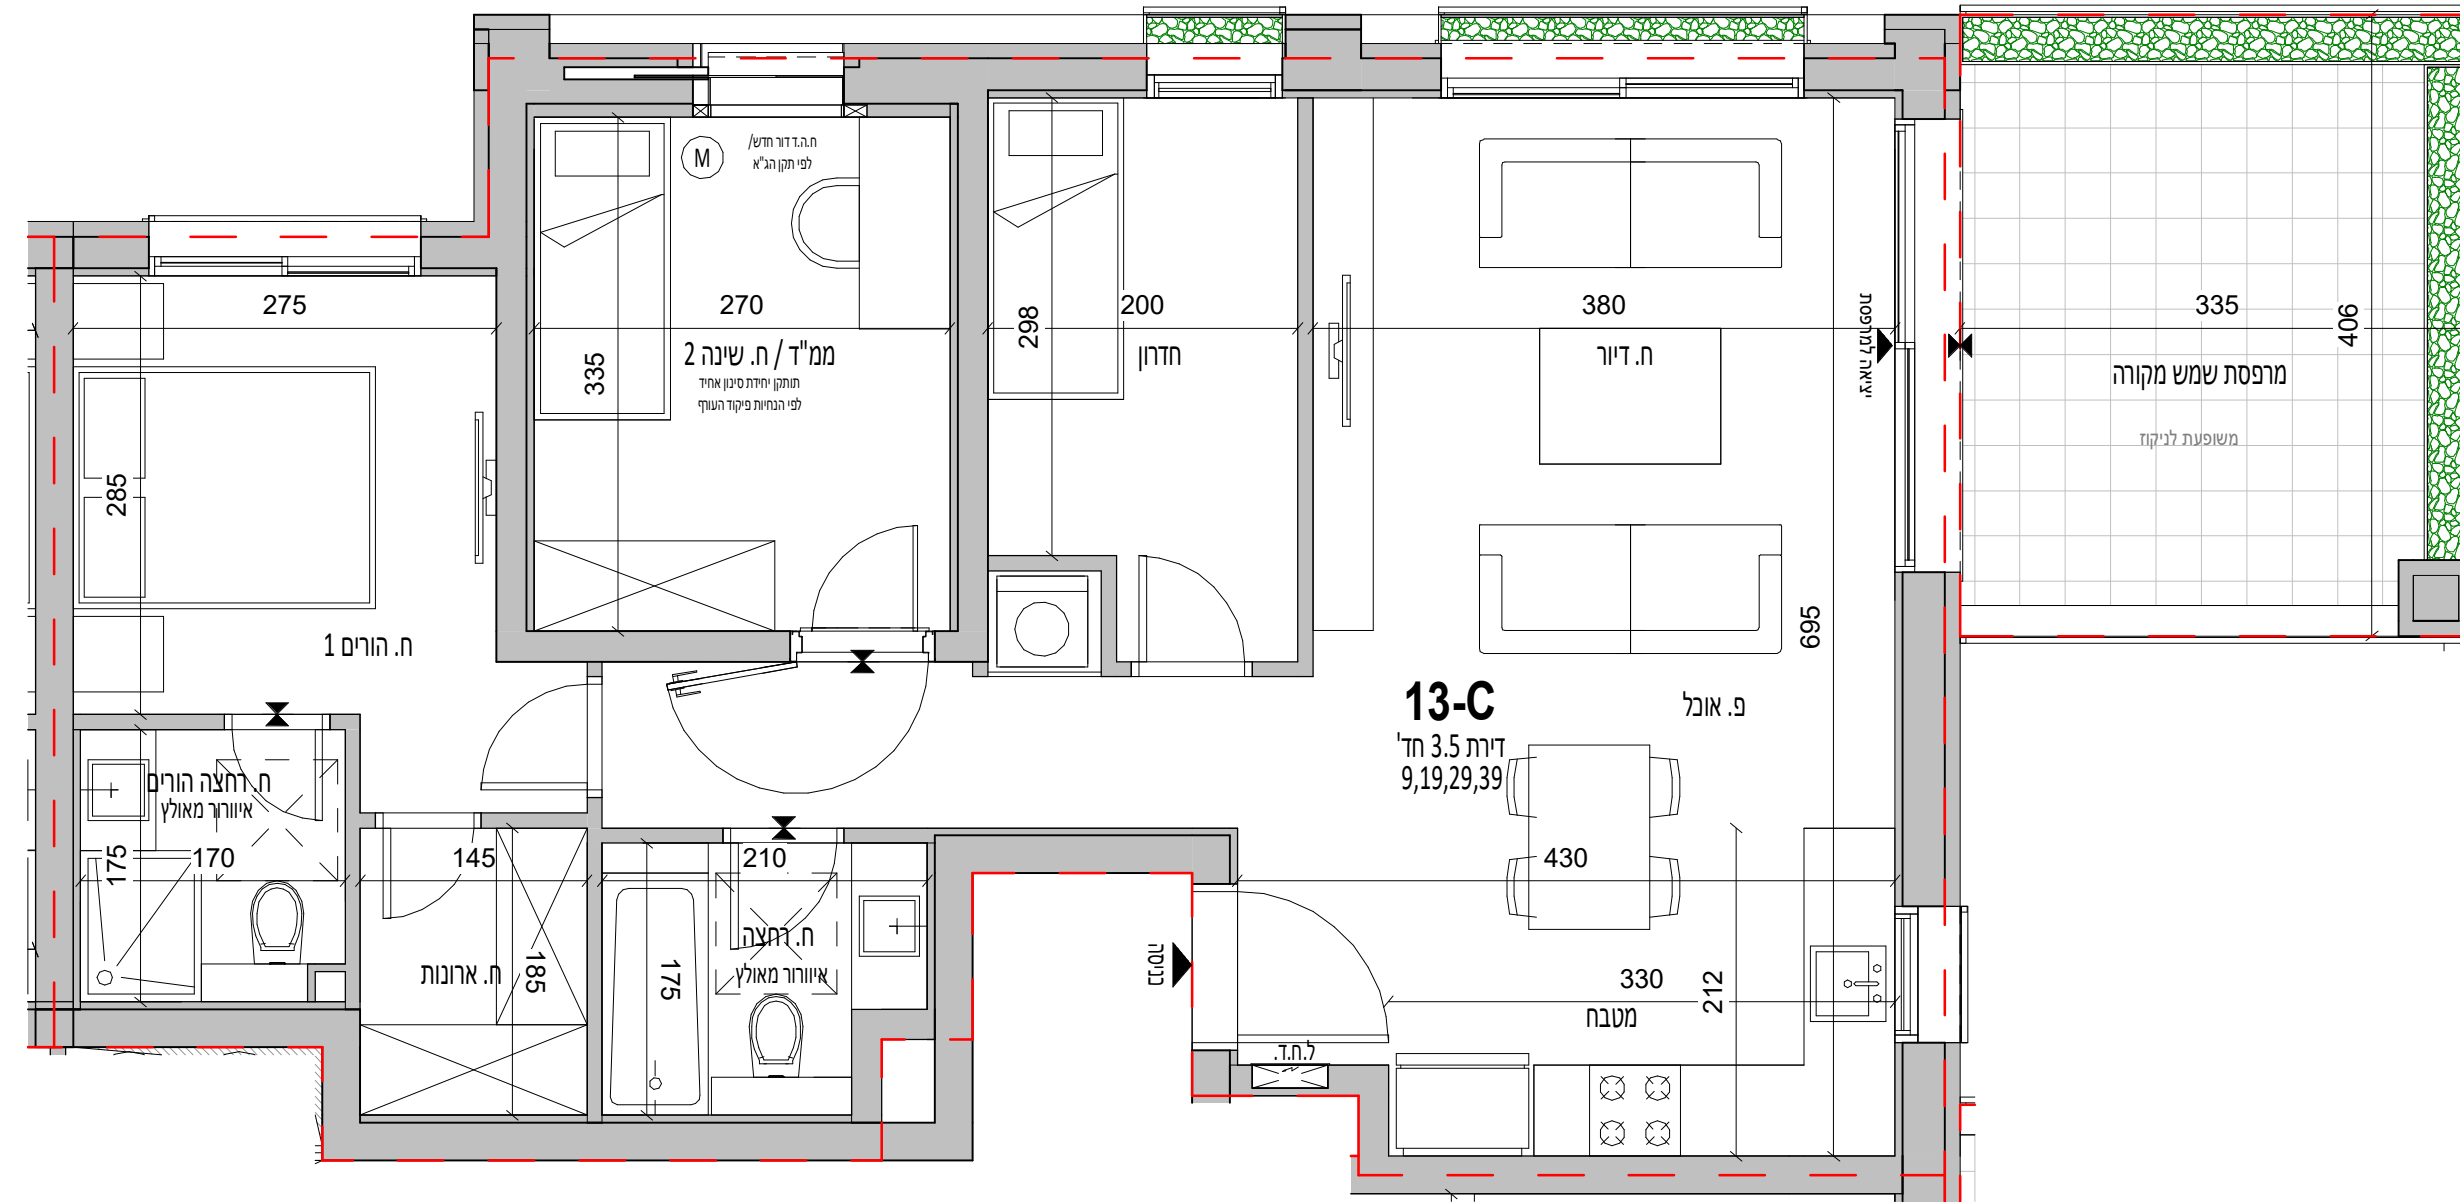 ח.ה.ד דור חדש/
לפי תקן הג"א
M
275
270
200
380
335
298
335
406
285
ממ"ד / ח. שינה 2
תותקן יחידת סינון אחיד
לפי הנחיות פיקוד העורף
חדרון
ח. דיור
יציאה למרפסת
מרפסת שמש מקורה
משופעת לניקוז
ח. הורים 1
695
13-C
דירת 3.5 חד'
9,19,29,39
פ. אוכל
ח. רחצה הורים
איוורור מאולץ
175
170
145
210
430
ח. ארונות
185
175
ח. רחצה
איוורור מאולץ
כניסה
330
212
מטבח
ל.ח.ד.